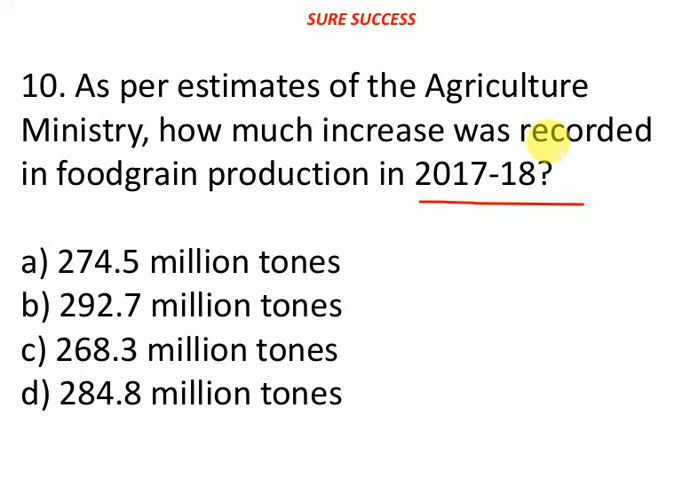 SURE SUCCESS
10. As per estimates of the Agriculture
Ministry, how much increase was recorded
in foodgrain production in 2017-18?
a) 274.5 million tones
b) 292.7 million tones
c) 268.3 million tones
d) 284.8 million tones